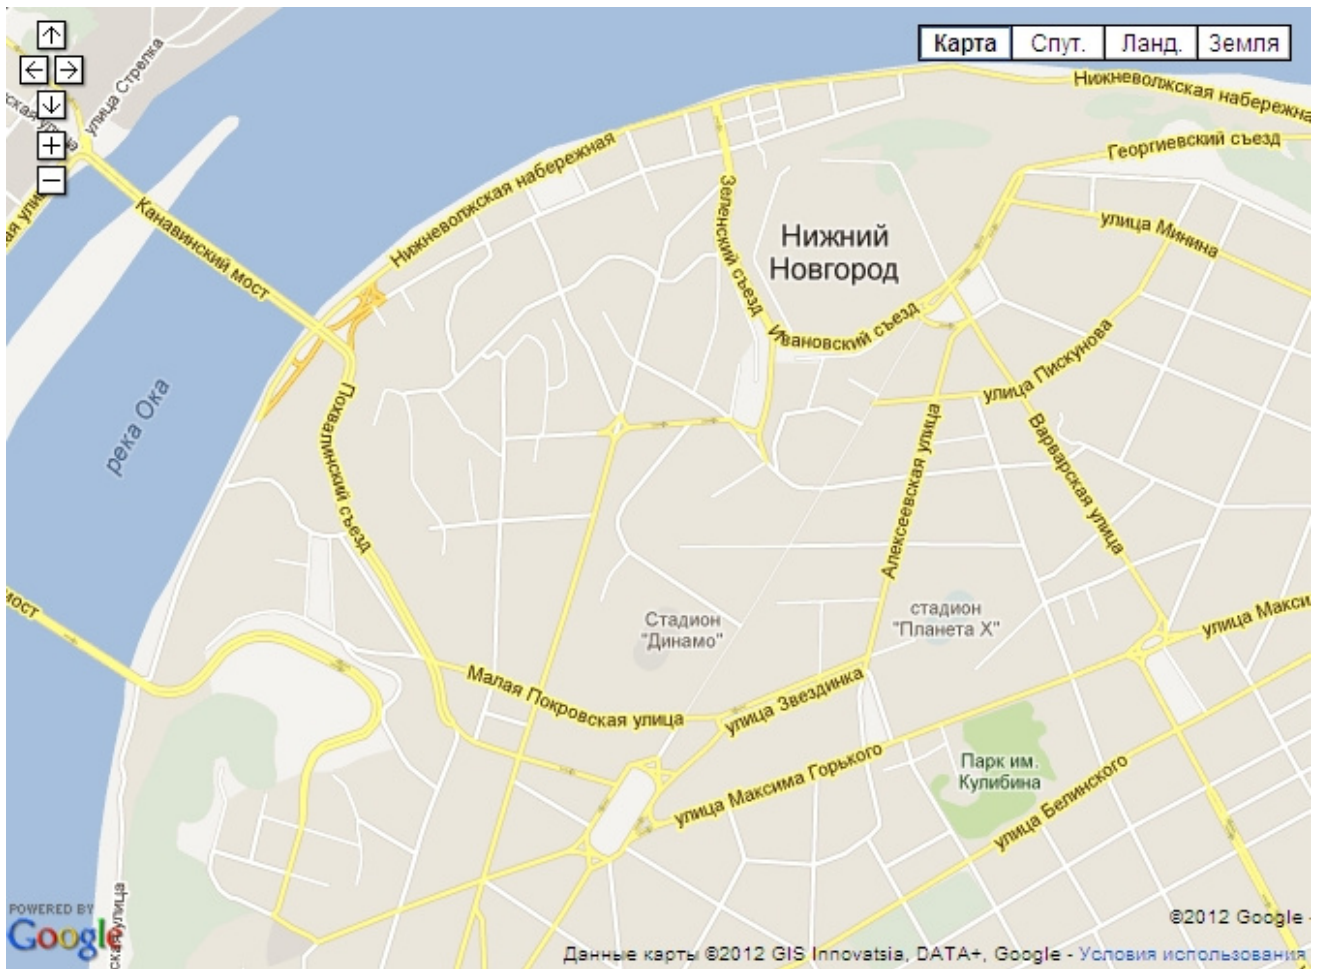 Карта
Спут.
Ланд.
Земля
улица Стрелка
Нижневолжская набережна
Георгиевский съезд
улица Минина
Нижневолжская набережная
Канавинский мост
Зеленский съезд
Нижний
Новгород
Ивановский съезд
улица Пискунова
река Ока
Похвалинский съезд
Алексеевская улица
Варварская улица
мост
Стадион
"Динамо"
стадион
"Планета Х"
улица Макси
Малая Покровская улица
улица Звездинка
улица Максима Горького
Парк им.
Кулибина
улица Белинского
POWERED BY
Google
©2012 Google -
Данные карты ©2012 GIS Innovatsia, DATA+, Google - Условия использования